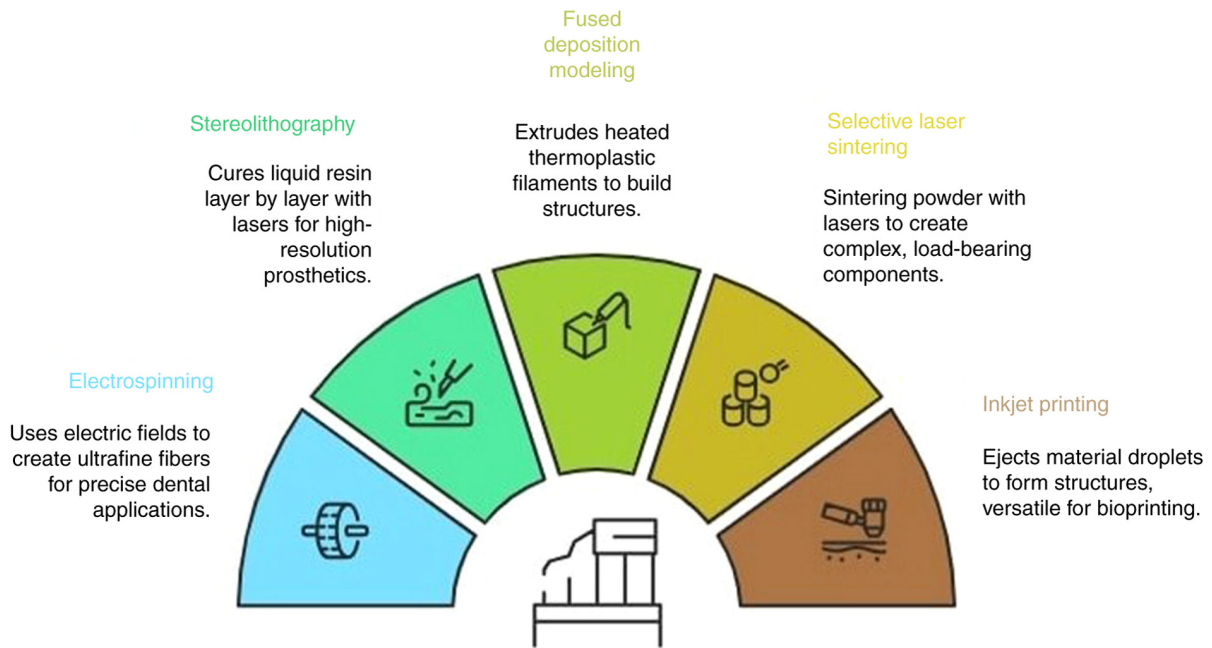 Electrospinning
Uses electric fields to
create ultrafine fibers
for precise dental
applications.
Stereolithography
Cures liquid resin
layer by layer with
lasers for high-
resolution
prosthetics.
Fused
deposition
modeling
Extrudes heated
thermoplastic
filaments to build
structures.
Selective laser
sintering
Sintering powder with
lasers to create
complex, load-bearing
components.
Inkjet printing
Ejects material droplets
to form structures,
versatile for bioprinting.